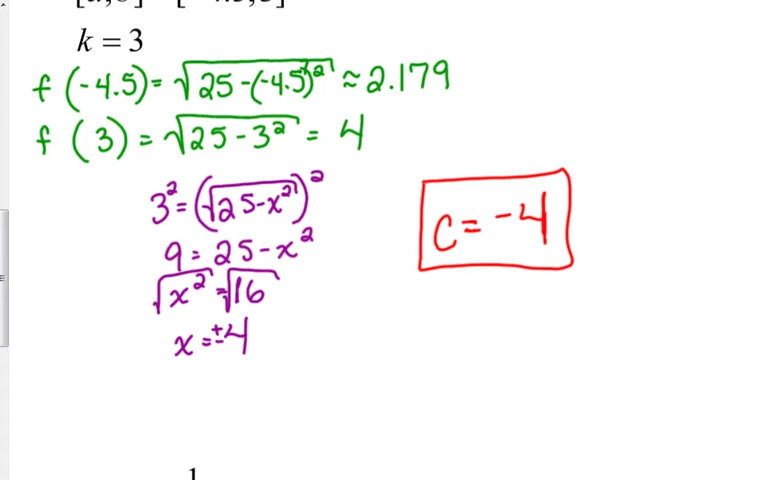 k = 3
f (-4.5) = √25 - (-4.5)² ≈ 2.179
f (3) = √25 - 3² = 4
3² = (√25 - x²)²
9 = 25 - x²
√x² = √16
x = ±4
c = -4
1